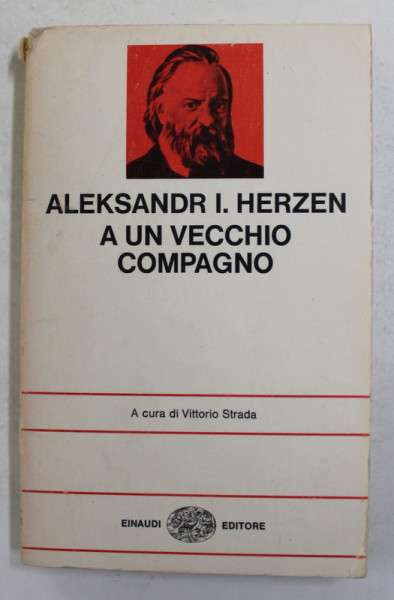 ALEKSANDR I. HERZEN
A UN VECCHIO
COMPAGNO
A cura di Vittorio Strada
EINAUDI EDITORE